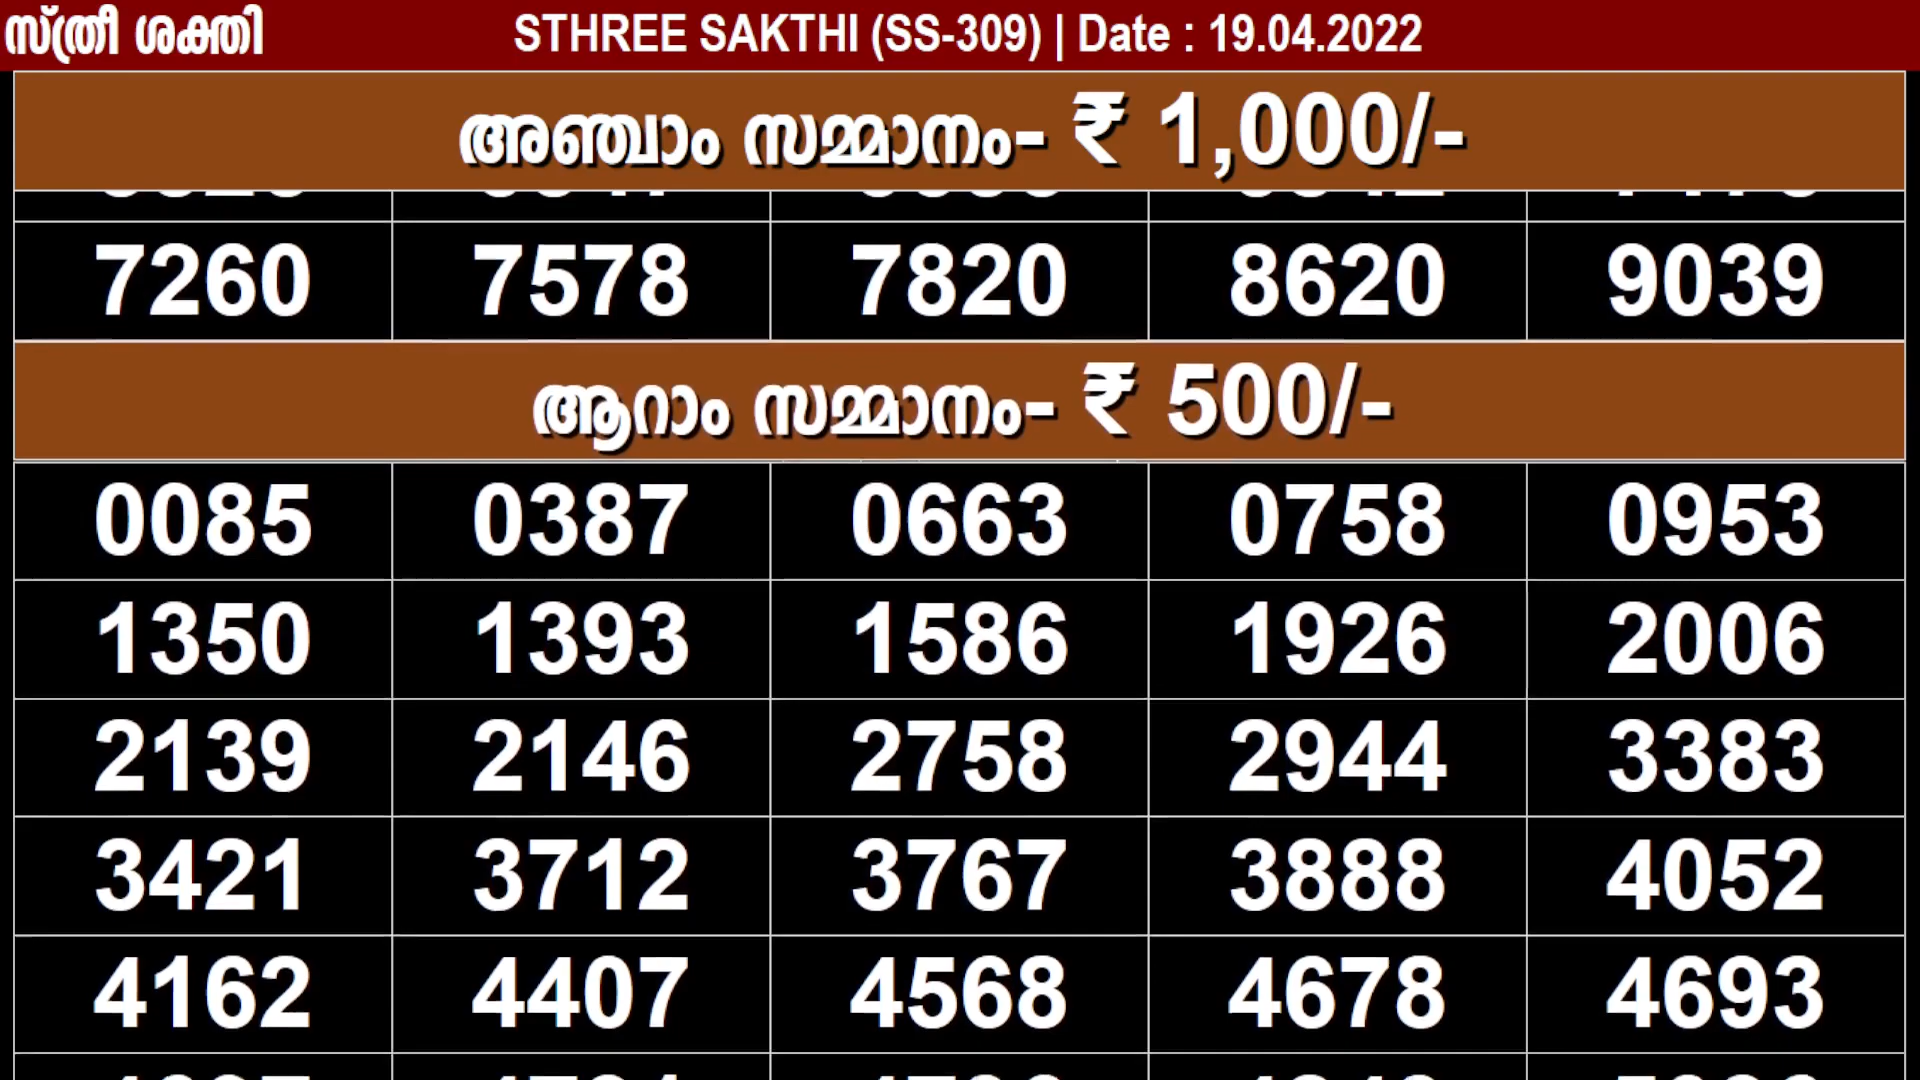 സ്ത്രീ ശക്തി STHREE SAKTHI (SS-309) | Date : 19.04.2022
അഞ്ചാം സമ്മാനം- ₹ 1,000/-
7260 7578 7820 8620 9039
ആറാം സമ്മാനം- ₹ 500/-
0085 0387 0663 0758 0953
1350 1393 1586 1926 2006
2139 2146 2758 2944 3383
3421 3712 3767 3888 4052
4162 4407 4568 4678 4693